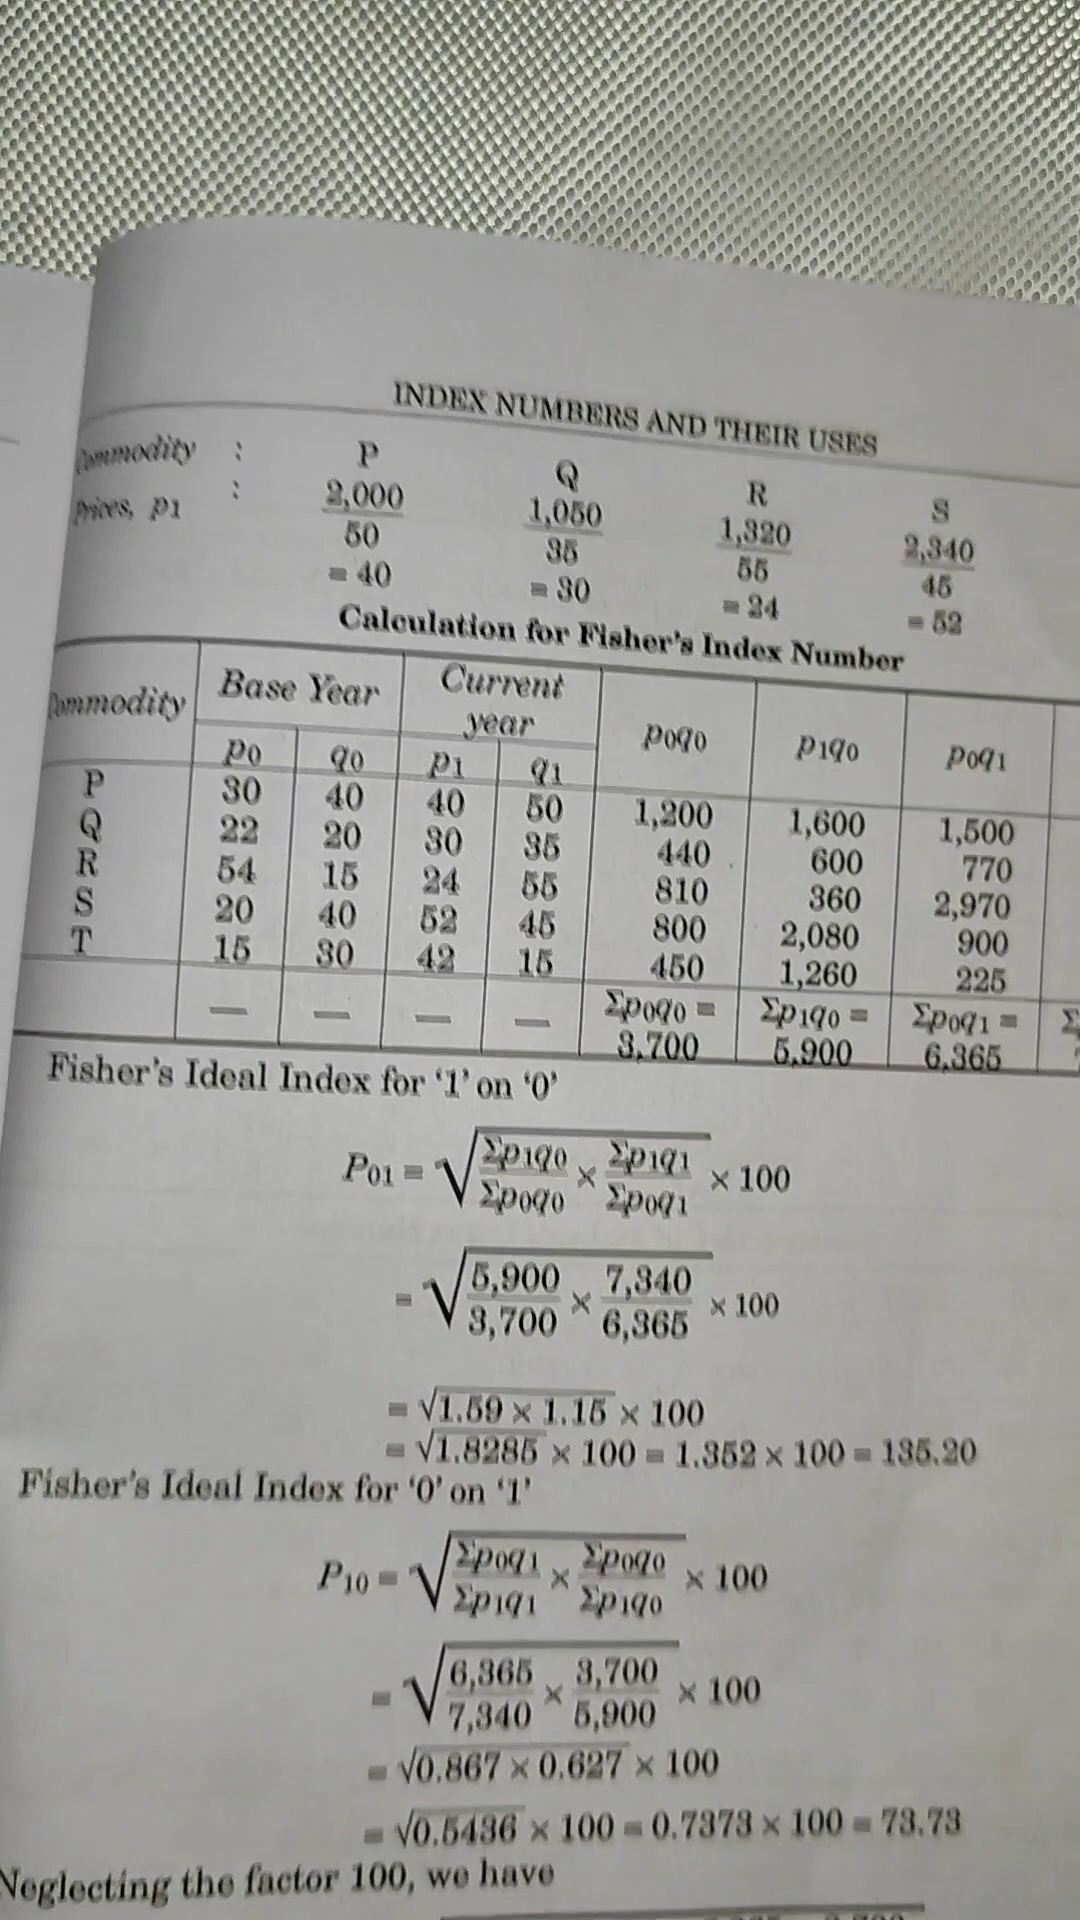 INDEX NUMBERS AND THEIR USES
Commodity : P Q R S
Prices, p1 : 2,000/50 1,050/35 1,320/55 2,340/45
= 40 = 30 = 24 = 52
Calculation for Fisher's Index Number
Commodity Base Year Current year p0q0 p1q0 p0q1
p0 q0 p1 q1
P 30 40 40 50 1,200 1,600 1,500
Q 22 20 30 35 440 600 770
R 54 15 24 55 810 360 2,970
S 20 40 52 45 800 2,080 900
T 15 30 42 15 450 1,260 225
— — — — Σp0q0 = 3,700 Σp1q0 = 5,900 Σp0q1 = 6,365 Σ
Fisher's Ideal Index for '1' on '0'
P01 = √Σp1q0/Σp0q0 × Σp1q1/Σp0q1 × 100
= √5,900/3,700 × 7,340/6,365 × 100
= √1.59 × 1.15 × 100
= √1.8285 × 100 = 1.352 × 100 = 135.20
Fisher's Ideal Index for '0' on '1'
P10 = √Σp0q1/Σp1q1 × Σp0q0/Σp1q0 × 100
= √6,365/7,340 × 3,700/5,900 × 100
= √0.867 × 0.627 × 100
= √0.5436 × 100 = 0.7373 × 100 = 73.73
Neglecting the factor 100, we have